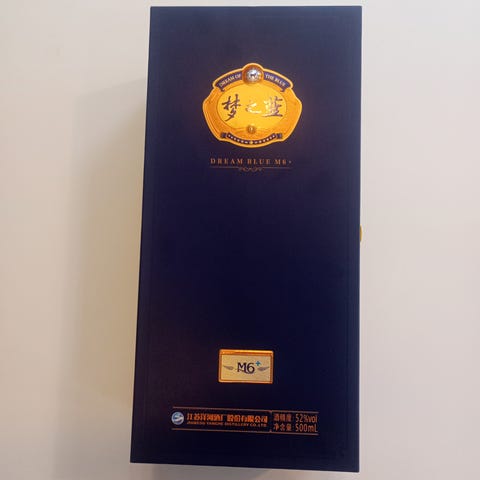 DREAM OF THE BLUE
梦之蓝
DREAM BLUE M6+
M6+
江苏洋河酒厂股份有限公司
JIANGSU YANGHE DISTILLERY CO.,LTD.
酒精度 52%vol
净含量 500mL